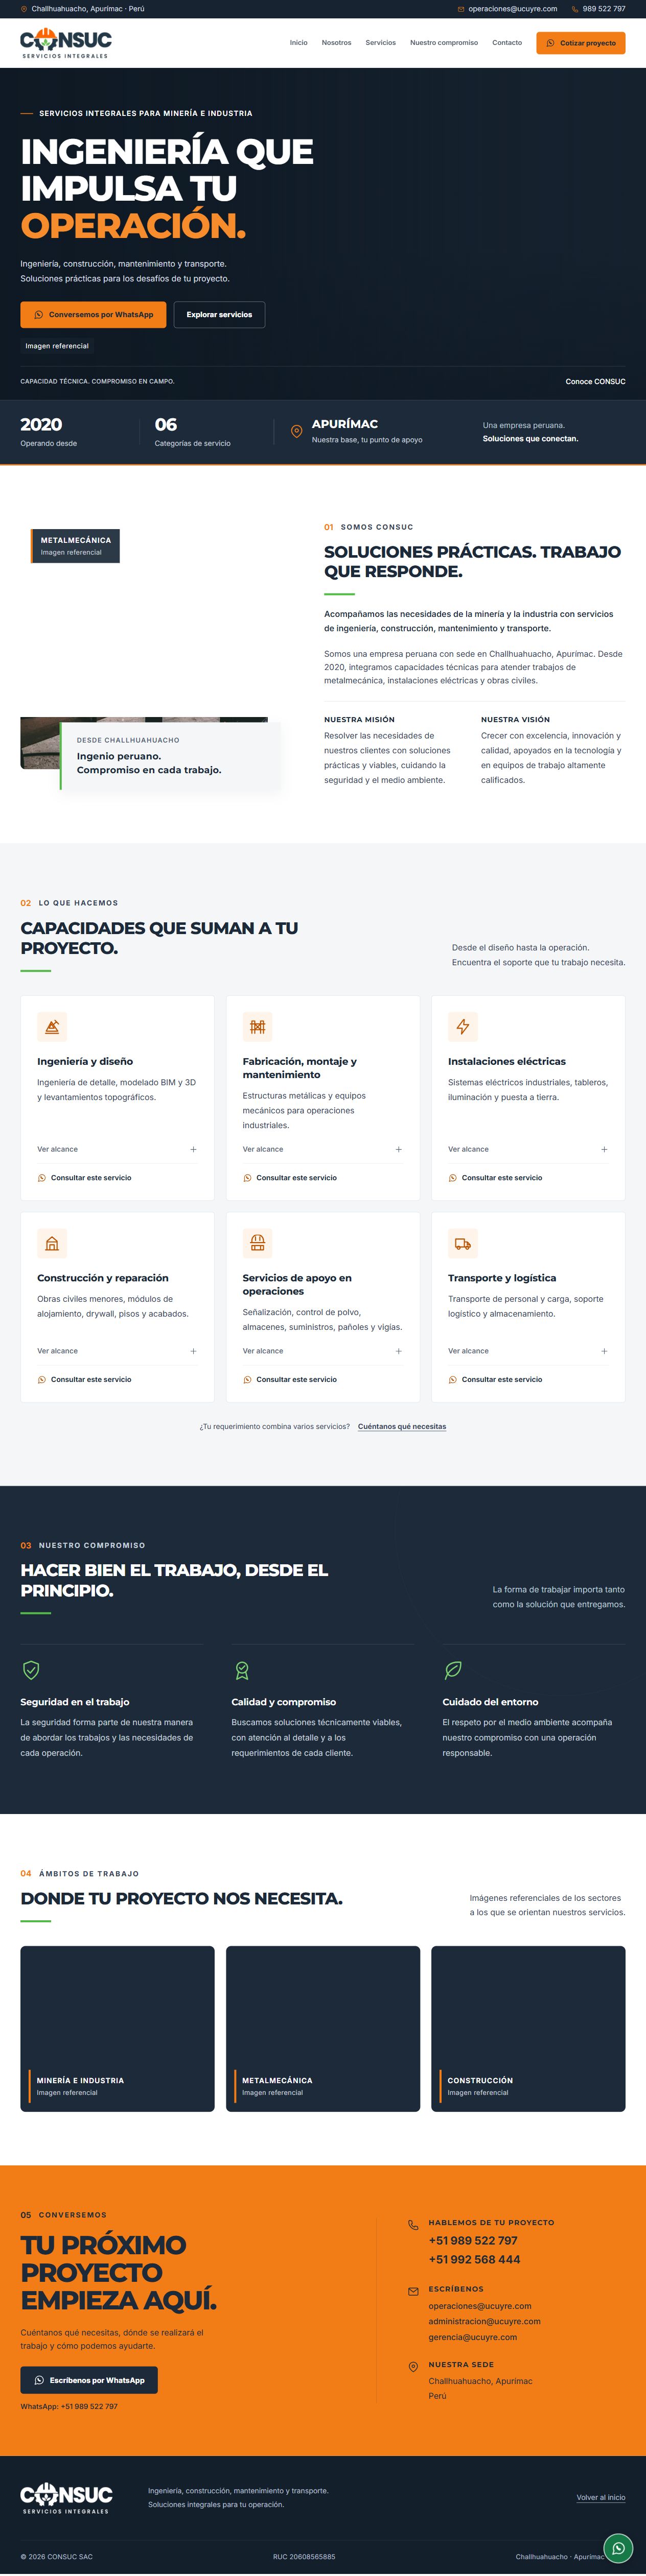 Challhuahuacho, Apurímac · Perú
operaciones@ucuyre.com
989 522 797
CONSUC
SERVICIOS INTEGRALES
Inicio
Nosotros
Servicios
Nuestro compromiso
Contacto
Cotizar proyecto
SERVICIOS INTEGRALES PARA MINERÍA E INDUSTRIA
INGENIERÍA QUE
IMPULSA TU
OPERACIÓN.
Ingeniería, construcción, mantenimiento y transporte.
Soluciones prácticas para los desafíos de tu proyecto.
Conversemos por WhatsApp
Explorar servicios
Imagen referencial
CAPACIDAD TÉCNICA. COMPROMISO EN CAMPO.
Conoce CONSUC
2020
Operando desde
06
Categorías de servicio
APURÍMAC
Nuestra base, tu punto de apoyo
Una empresa peruana.
Soluciones que conectan.
METALMECÁNICA
Imagen referencial
DESDE CHALLHUAHUACHO
Ingenio peruano.
Compromiso en cada trabajo.
01 SOMOS CONSUC
SOLUCIONES PRÁCTICAS. TRABAJO
QUE RESPONDE.
Acompañamos las necesidades de la minería y la industria con servicios
de ingeniería, construcción, mantenimiento y transporte.
Somos una empresa peruana con sede en Challhuahuacho, Apurímac. Desde
2020, integramos capacidades técnicas para atender trabajos de
metalmecánica, instalaciones eléctricas y obras civiles.
NUESTRA MISIÓN
Resolver las necesidades de
nuestros clientes con soluciones
prácticas y viables, cuidando la
seguridad y el medio ambiente.
NUESTRA VISIÓN
Crecer con excelencia, innovación y
calidad, apoyados en la tecnología y
en equipos de trabajo altamente
calificados.
02 LO QUE HACEMOS
CAPACIDADES QUE SUMAN A TU
PROYECTO.
Desde el diseño hasta la operación.
Encuentra el soporte que tu trabajo necesita.
Ingeniería y diseño
Ingeniería de detalle, modelado BIM y 3D
y levantamientos topográficos.
Ver alcance
Consultar este servicio
Fabricación, montaje y
mantenimiento
Estructuras metálicas y equipos
mecánicos para operaciones
industriales.
Ver alcance
Consultar este servicio
Instalaciones eléctricas
Sistemas eléctricos industriales, tableros,
iluminación y puesta a tierra.
Ver alcance
Consultar este servicio
Construcción y reparación
Obras civiles menores, módulos de
alojamiento, drywall, pisos y acabados.
Ver alcance
Consultar este servicio
Servicios de apoyo en
operaciones
Señalización, control de polvo,
almacenes, suministros, pañoles y vigías.
Ver alcance
Consultar este servicio
Transporte y logística
Transporte de personal y carga, soporte
logístico y almacenamiento.
Ver alcance
Consultar este servicio
¿Tu requerimiento combina varios servicios? Cuéntanos qué necesitas
03 NUESTRO COMPROMISO
HACER BIEN EL TRABAJO, DESDE EL
PRINCIPIO.
La forma de trabajar importa tanto
como la solución que entregamos.
Seguridad en el trabajo
La seguridad forma parte de nuestra manera
de abordar los trabajos y las necesidades de
cada operación.
Calidad y compromiso
Buscamos soluciones técnicamente viables,
con atención al detalle y a los
requerimientos de cada cliente.
Cuidado del entorno
El respeto por el medio ambiente acompaña
nuestro compromiso con una operación
responsable.
04 ÁMBITOS DE TRABAJO
DONDE TU PROYECTO NOS NECESITA.
Imágenes referenciales de los sectores
a los que se orientan nuestros servicios.
MINERÍA E INDUSTRIA
Imagen referencial
METALMECÁNICA
Imagen referencial
CONSTRUCCIÓN
Imagen referencial
05 CONVERSEMOS
TU PRÓXIMO
PROYECTO
EMPIEZA AQUÍ.
Cuéntanos qué necesitas, dónde se realizará el
trabajo y cómo podemos ayudarte.
Escríbenos por WhatsApp
WhatsApp: +51 989 522 797
HABLEMOS DE TU PROYECTO
+51 989 522 797
+51 992 568 444
ESCRÍBENOS
operaciones@ucuyre.com
administracion@ucuyre.com
gerencia@ucuyre.com
NUESTRA SEDE
Challhuahuacho, Apurímac
Perú
CONSUC
SERVICIOS INTEGRALES
Ingeniería, construcción, mantenimiento y transporte.
Soluciones integrales para tu operación.
Volver al inicio
© 2026 CONSUC SAC
RUC 20608565885
Challhuahuacho · Apurímac